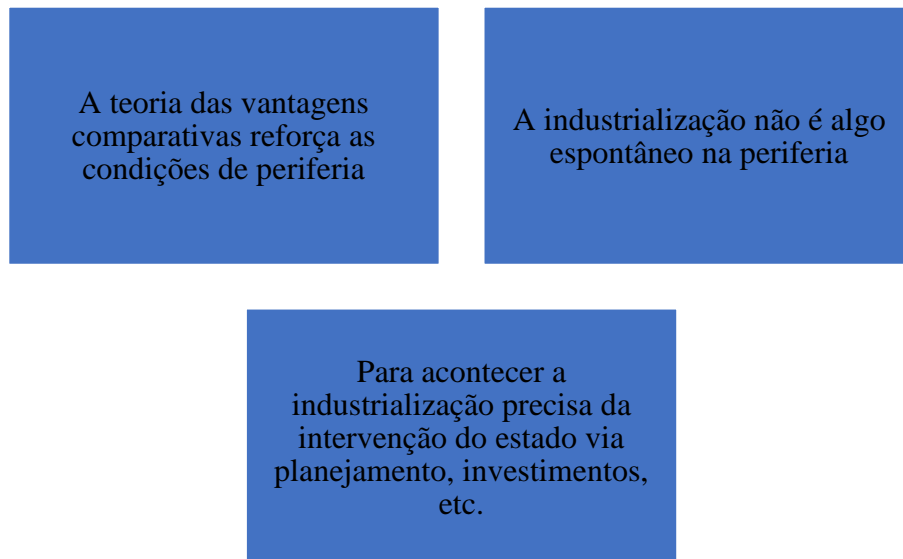 A teoria das vantagens
comparativas reforça as
condições de periferia
A industrialização não é algo
espontâneo na periferia
Para acontecer a
industrialização precisa da
intervenção do estado via
planejamento, investimentos,
etc.